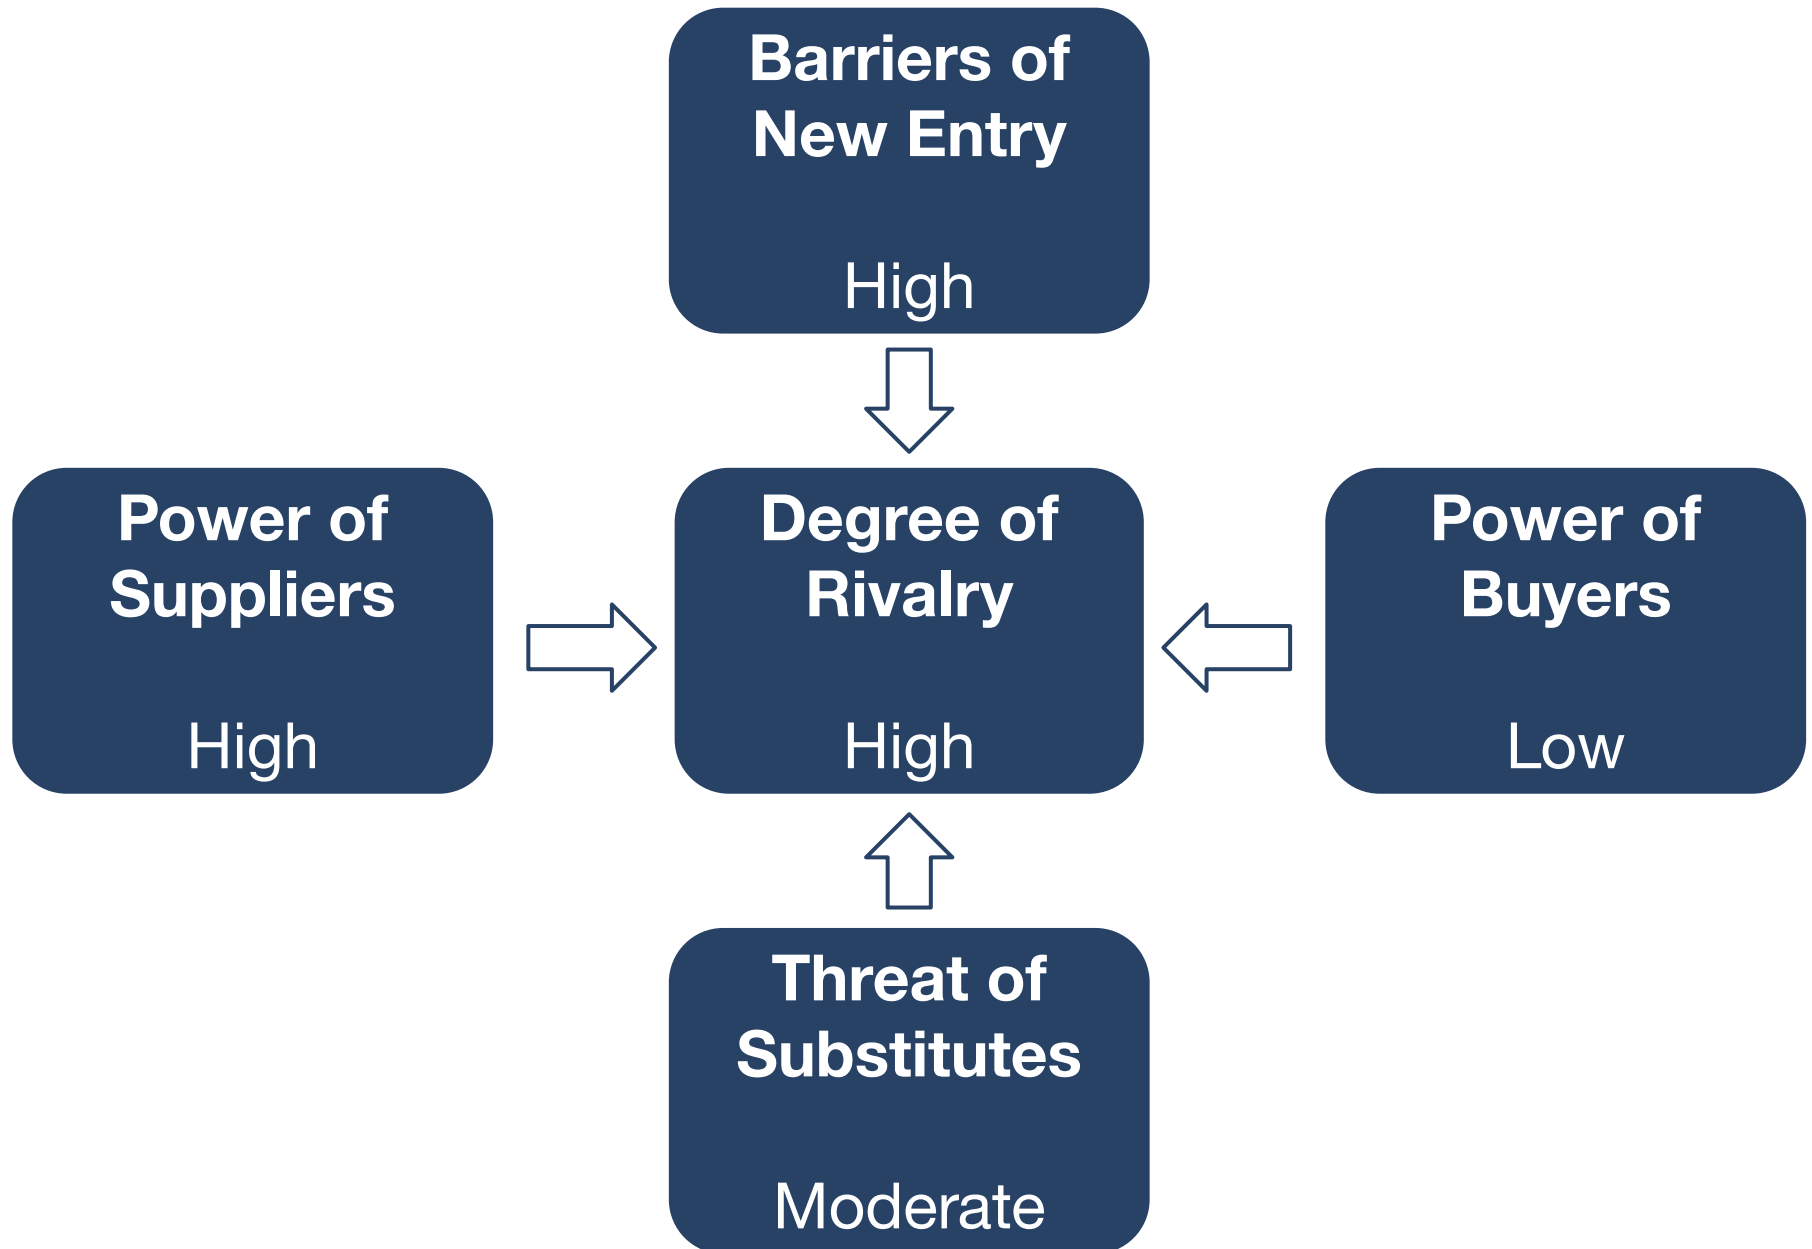 Barriers of
New Entry
High
Power of
Suppliers
High
Degree of
Rivalry
High
Power of
Buyers
Low
Threat of
Substitutes
Moderate